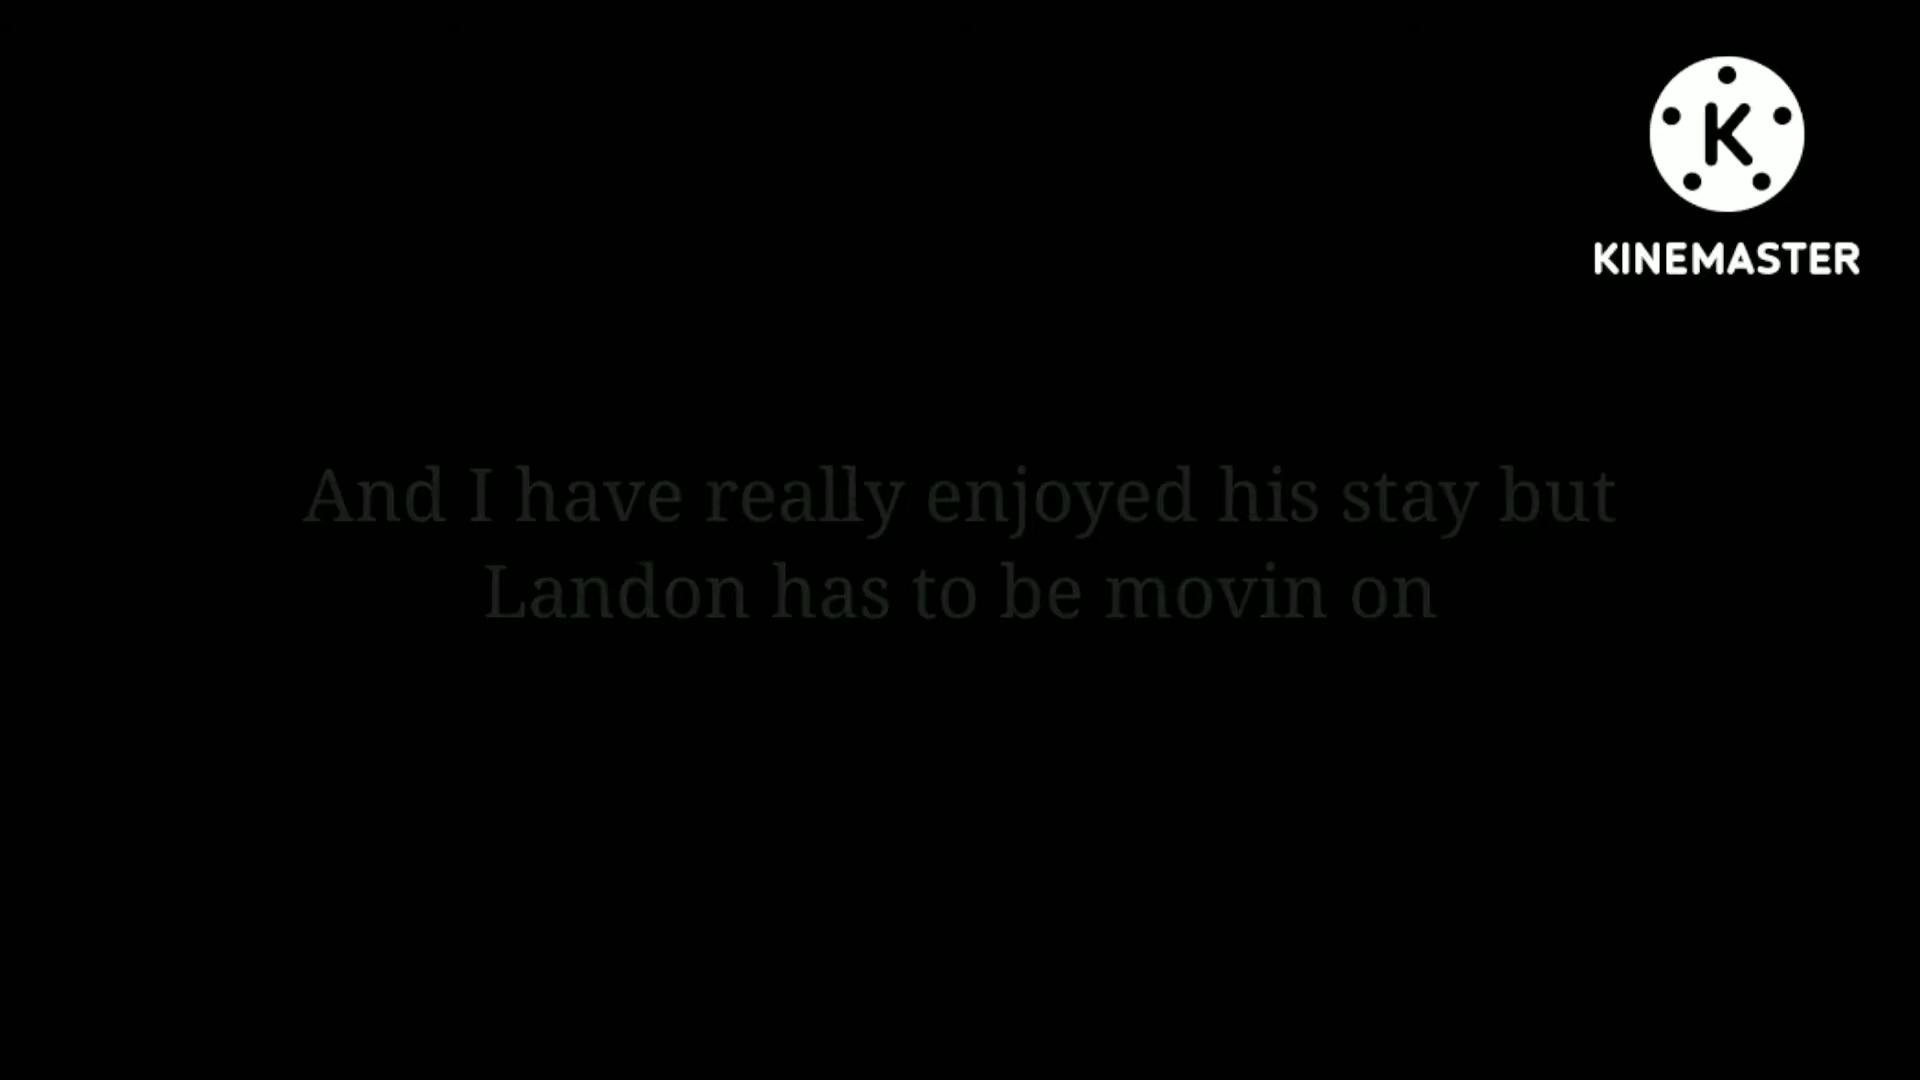 K
KINEMASTER
And I have really enjoyed his stay but
Landon has to be movin on